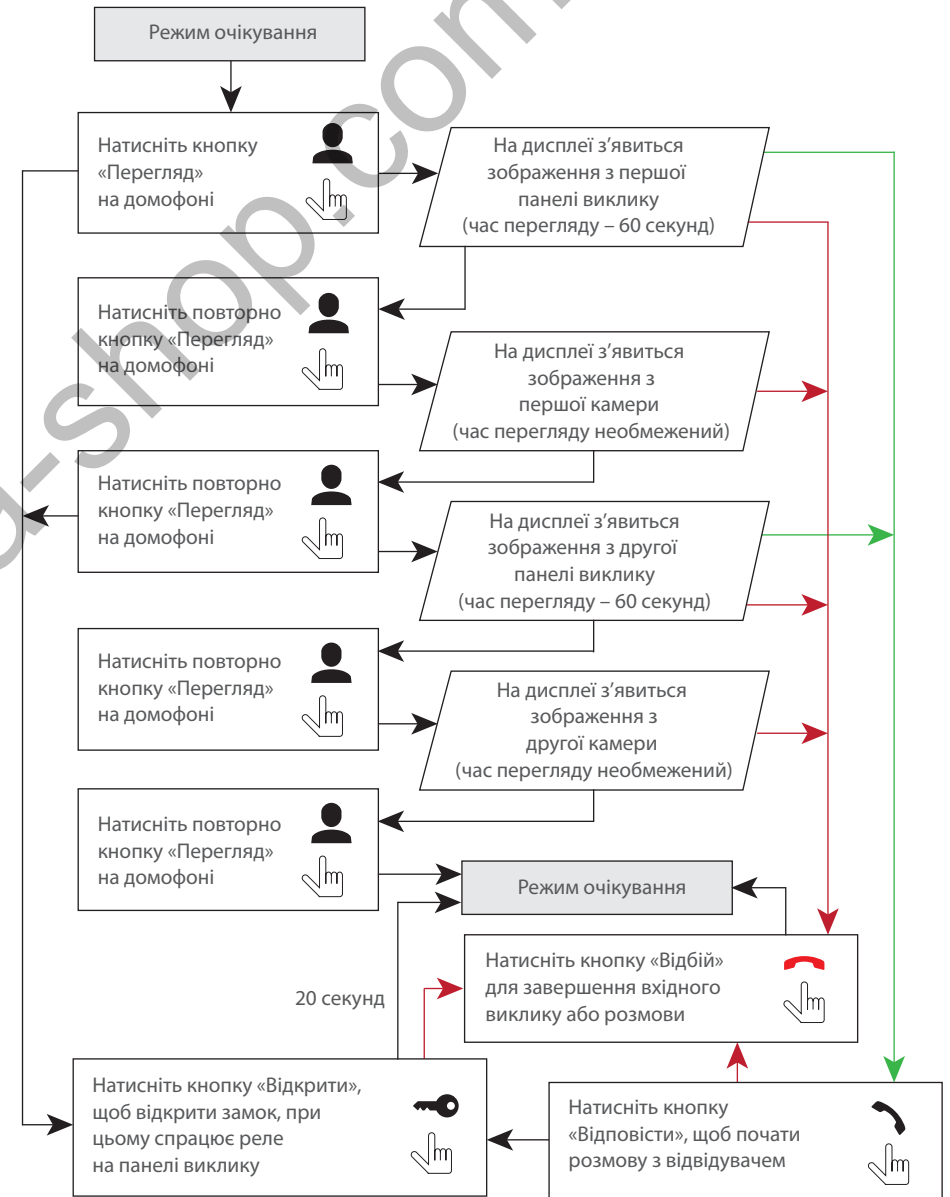 Режим очікування
Натисніть кнопку
«Перегляд»
на домофоні
На дисплеї з’явиться
зображення з першої
панелі виклику
(час перегляду – 60 секунд)
Натисніть повторно
кнопку «Перегляд»
на домофоні
На дисплеї з’явиться
зображення з
першої камери
(час перегляду необмежений)
Натисніть повторно
кнопку «Перегляд»
на домофоні
На дисплеї з’явиться
зображення з другої
панелі виклику
(час перегляду – 60 секунд)
Натисніть повторно
кнопку «Перегляд»
на домофоні
На дисплеї з’явиться
зображення з
другої камери
(час перегляду необмежений)
Натисніть повторно
кнопку «Перегляд»
на домофоні
Режим очікування
Натисніть кнопку «Відбій»
для завершення вхідного
виклику або розмови
20 секунд
Натисніть кнопку «Відкрити»,
щоб відкрити замок, при
цьому спрацює реле
на панелі виклику
Натисніть кнопку
«Відповісти», щоб почати
розмову з відвідувачем